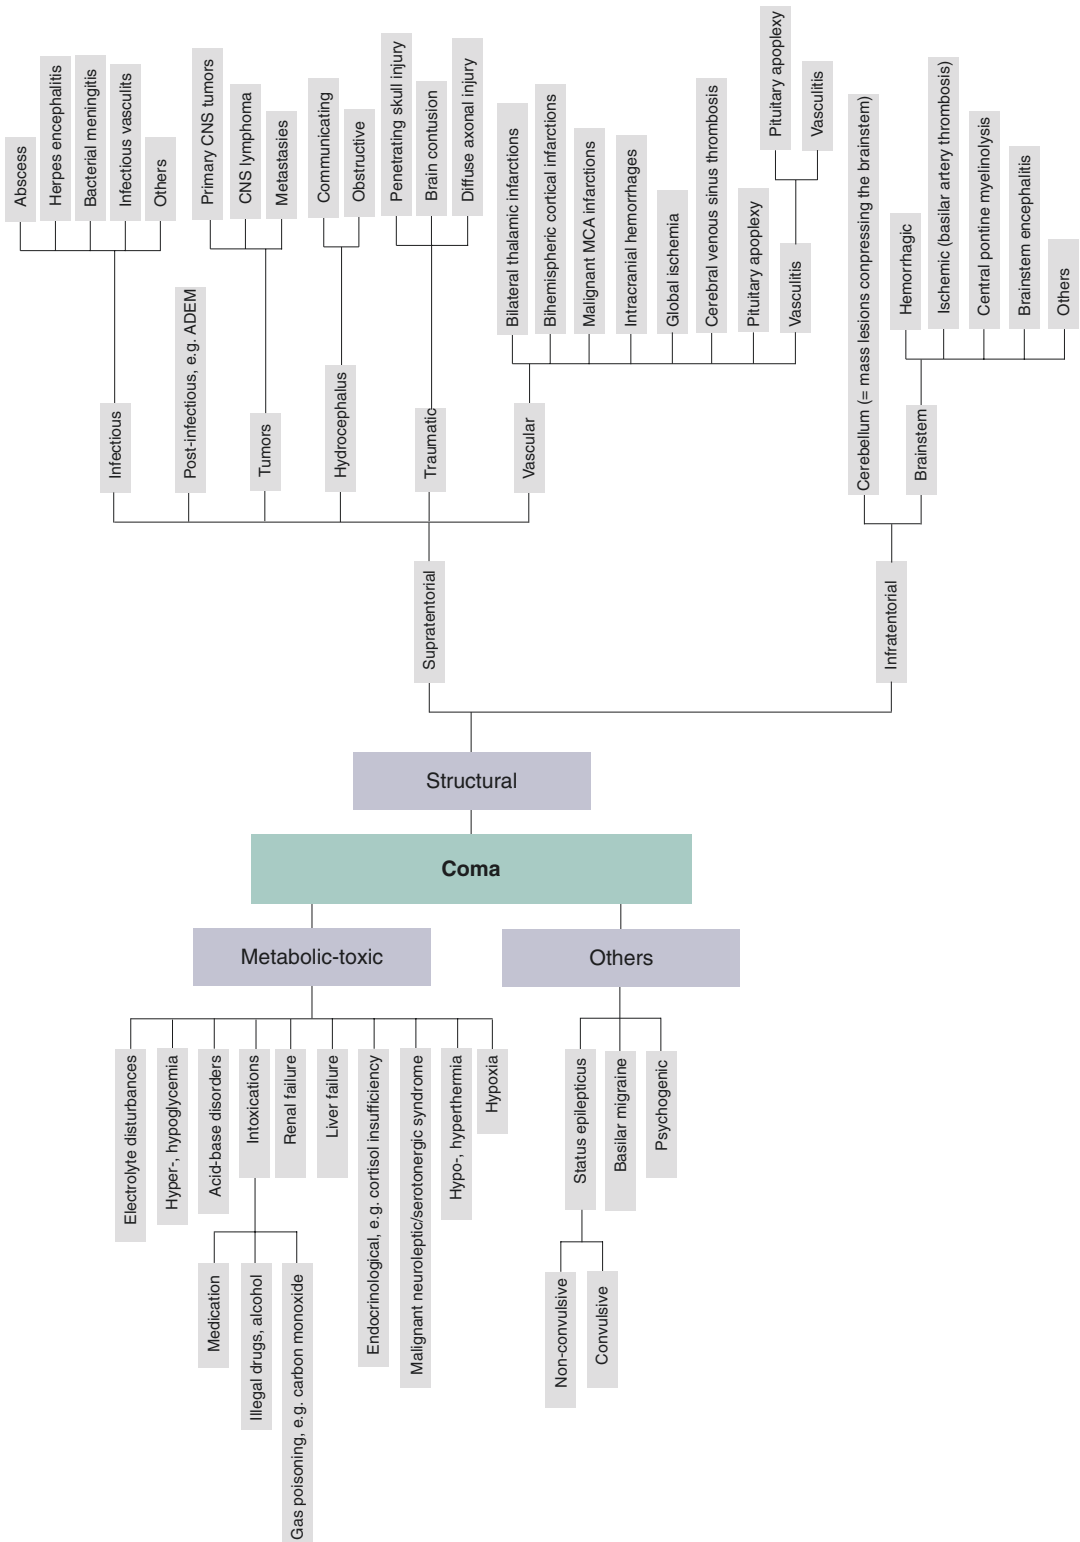 Abscess
Herpes encephalitis
Bacterial meningitis
Infectious vasculits
Others
Primary CNS tumors
CNS lymphoma
Metastasies
Communicating
Obstructive
Penetrating skull injury
Brain contusion
Diffuse axonal injury
Bilateral thalamic infarctions
Bihemispheric cortical infarctions
Malignant MCA infarctions
Intracranial hemorrhages
Global ischemia
Cerebral venous sinus thrombosis
Pituitary apoplexy
Vasculitis
Pituitary apoplexy
Vasculitis
Hemorrhagic
Ischemic (basilar artery thrombosis)
Central pontine myelinolysis
Brainstem encephalitis
Others
Infectious
Post-infectious, e.g. ADEM
Tumors
Hydrocephalus
Traumatic
Vascular
Cerebellum (= mass lesions conpressing the brainstem)
Brainstem
Supratentorial
Infratentorial
Structural
Coma
Metabolic-toxic
Others
Electrolyte disturbances
Hyper-, hypoglycemia
Acid-base disorders
Intoxications
Renal failure
Liver failure
Endocrinological, e.g. cortisol insufficiency
Malignant neuroleptic/serotonergic syndrome
Hypo-, hyperthermia
Hypoxia
Status epilepticus
Basilar migraine
Psychogenic
Medication
Illegal drugs, alcohol
Gas poisoning, e.g. carbon monoxide
Non-convulsive
Convulsive